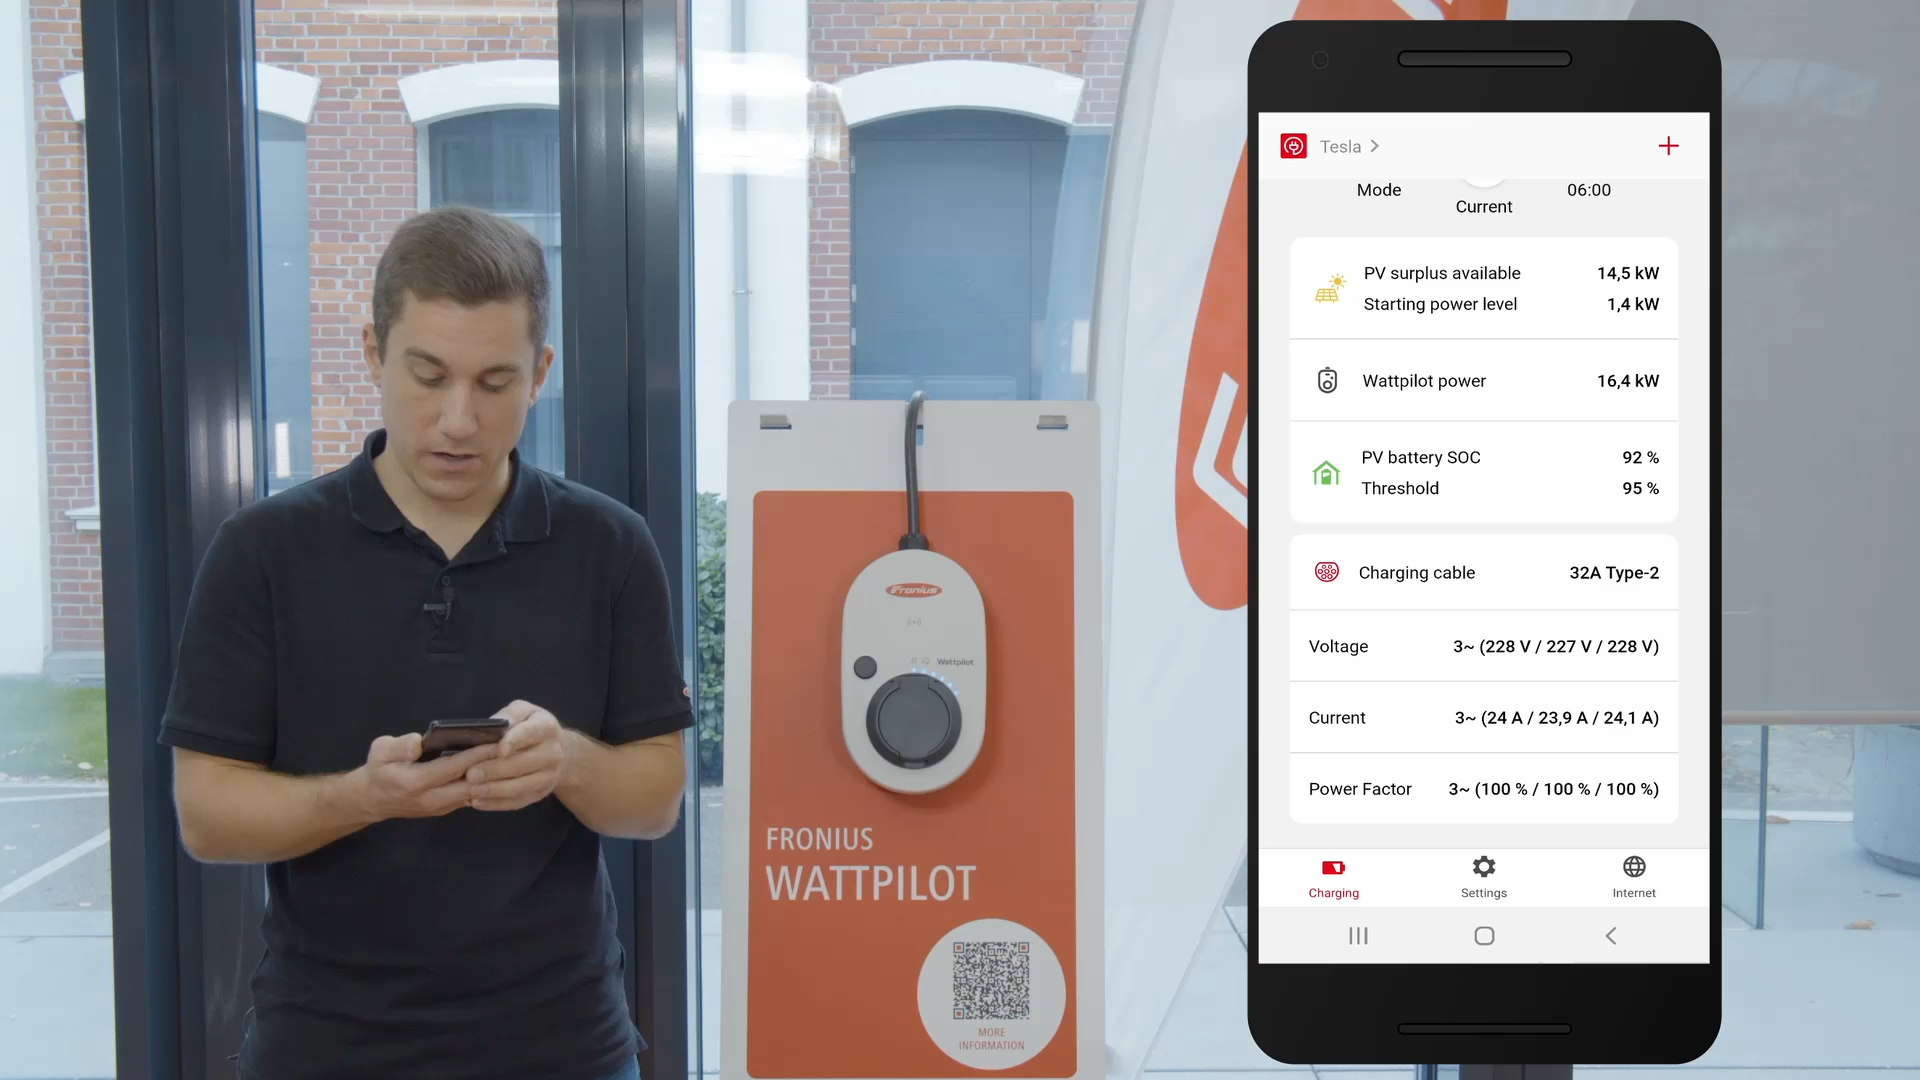 Fronius
Wattpilot
FRONIUS
WATTPILOT
MORE
INFORMATION
Tesla
Mode
Current
06:00
PV surplus available 14,5 kW
Starting power level 1,4 kW
Wattpilot power 16,4 kW
PV battery SOC 92 %
Threshold 95 %
Charging cable 32A Type-2
Voltage 3~ (228 V / 227 V / 228 V)
Current 3~ (24 A / 23,9 A / 24,1 A)
Power Factor 3~ (100 % / 100 % / 100 %)
Charging
Settings
Internet